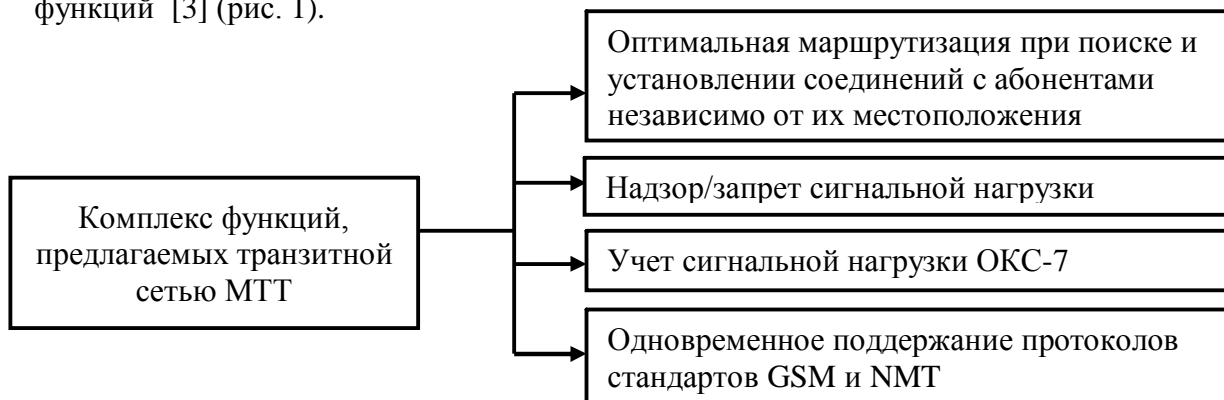 функций [3] (рис. 1).
Комплекс функций,
предлагаемых транзитной
сетью МТТ
Оптимальная маршрутизация при поиске и
установлении соединений с абонентами
независимо от их местоположения
Надзор/запрет сигнальной нагрузки
Учет сигнальной нагрузки ОКС-7
Одновременное поддержание протоколов
стандартов GSM и NMT